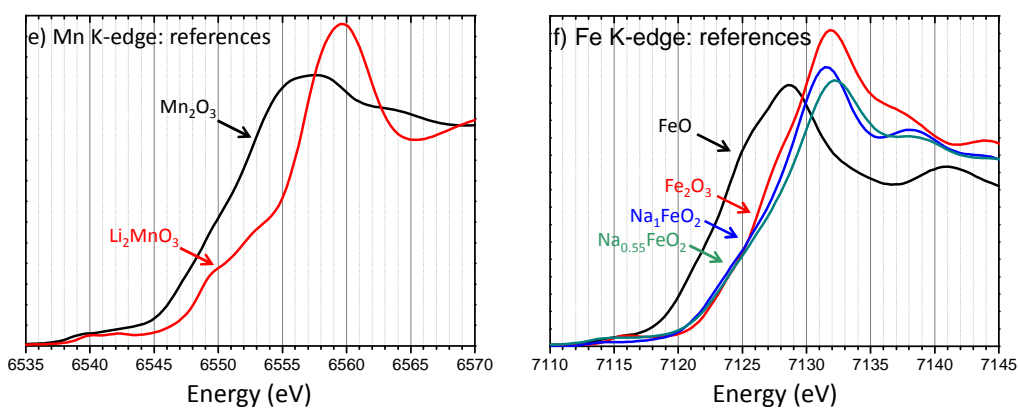 e) Mn K-edge: references
Mn₂O₃
Li₂MnO₃
6535 6540 6545 6550 6555 6560 6565 6570
Energy (eV)
f) Fe K-edge: references
FeO
Fe₂O₃
Na₁FeO₂
Na₀.₅₅FeO₂
7110 7115 7120 7125 7130 7135 7140 7145
Energy (eV)